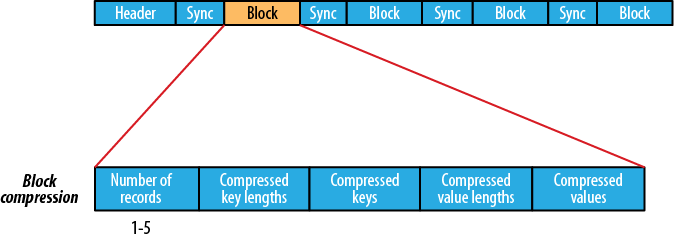 Header Sync Block Sync Block Sync Block Sync Block
Block compression
Number of records
Compressed key lengths
Compressed keys
Compressed value lengths
Compressed values
1-5